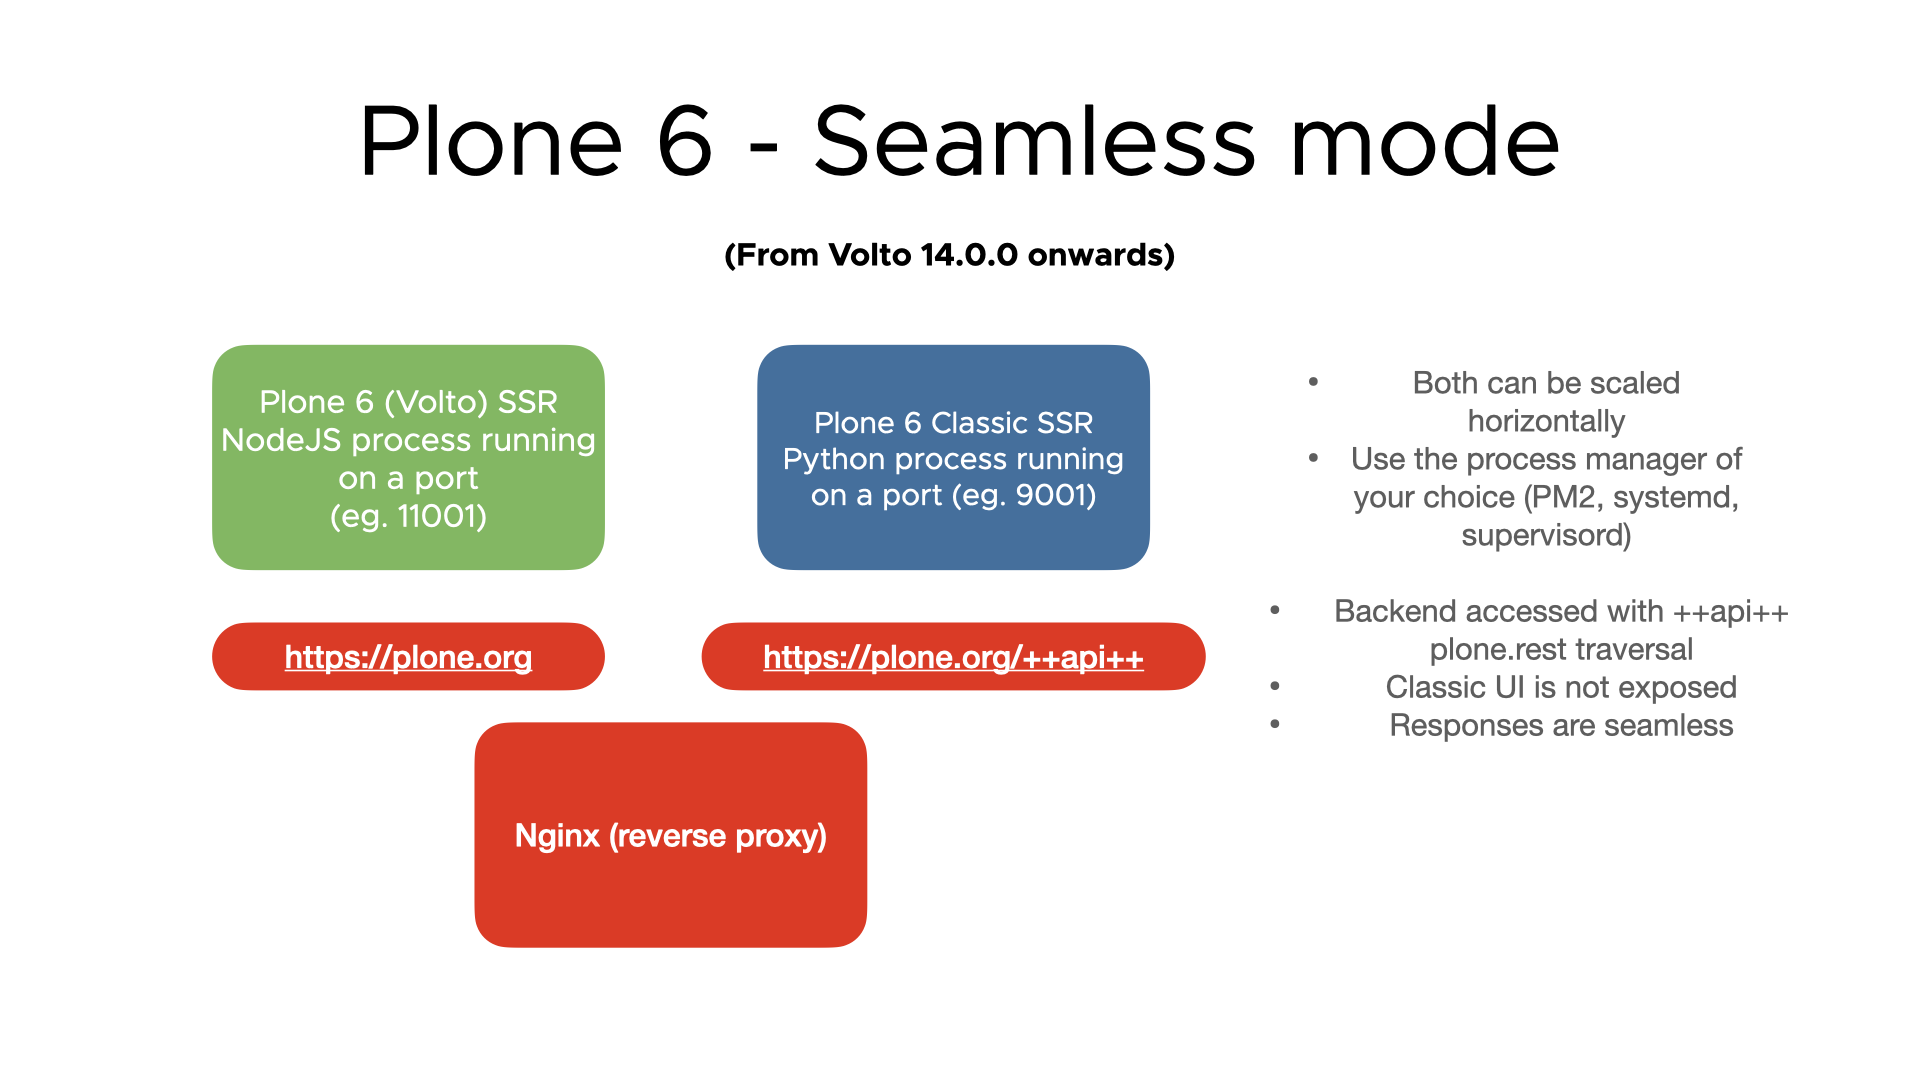 Plone 6 - Seamless mode
(From Volto 14.0.0 onwards)
Plone 6 (Volto) SSR
NodeJS process running
on a port
(eg. 11001)
Plone 6 Classic SSR
Python process running
on a port (eg. 9001)
https://plone.org
https://plone.org/++api++
Nginx (reverse proxy)
• Both can be scaled
horizontally
• Use the process manager of
your choice (PM2, systemd,
supervisord)
• Backend accessed with ++api++
plone.rest traversal
• Classic UI is not exposed
• Responses are seamless